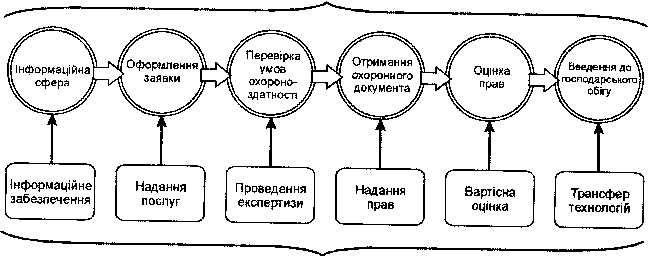 Інформаційна
сфера
Оформлення
заявки
Перевірка
умов
охороно-
здатності
Отримання
охоронного
документа
Оцінка
прав
Введення до
господарського
обігу
Інформаційне
забезпечення
Надання
послуг
Проведення
експертизи
Надання
прав
Вартісна
оцінка
Трансфер
технологій